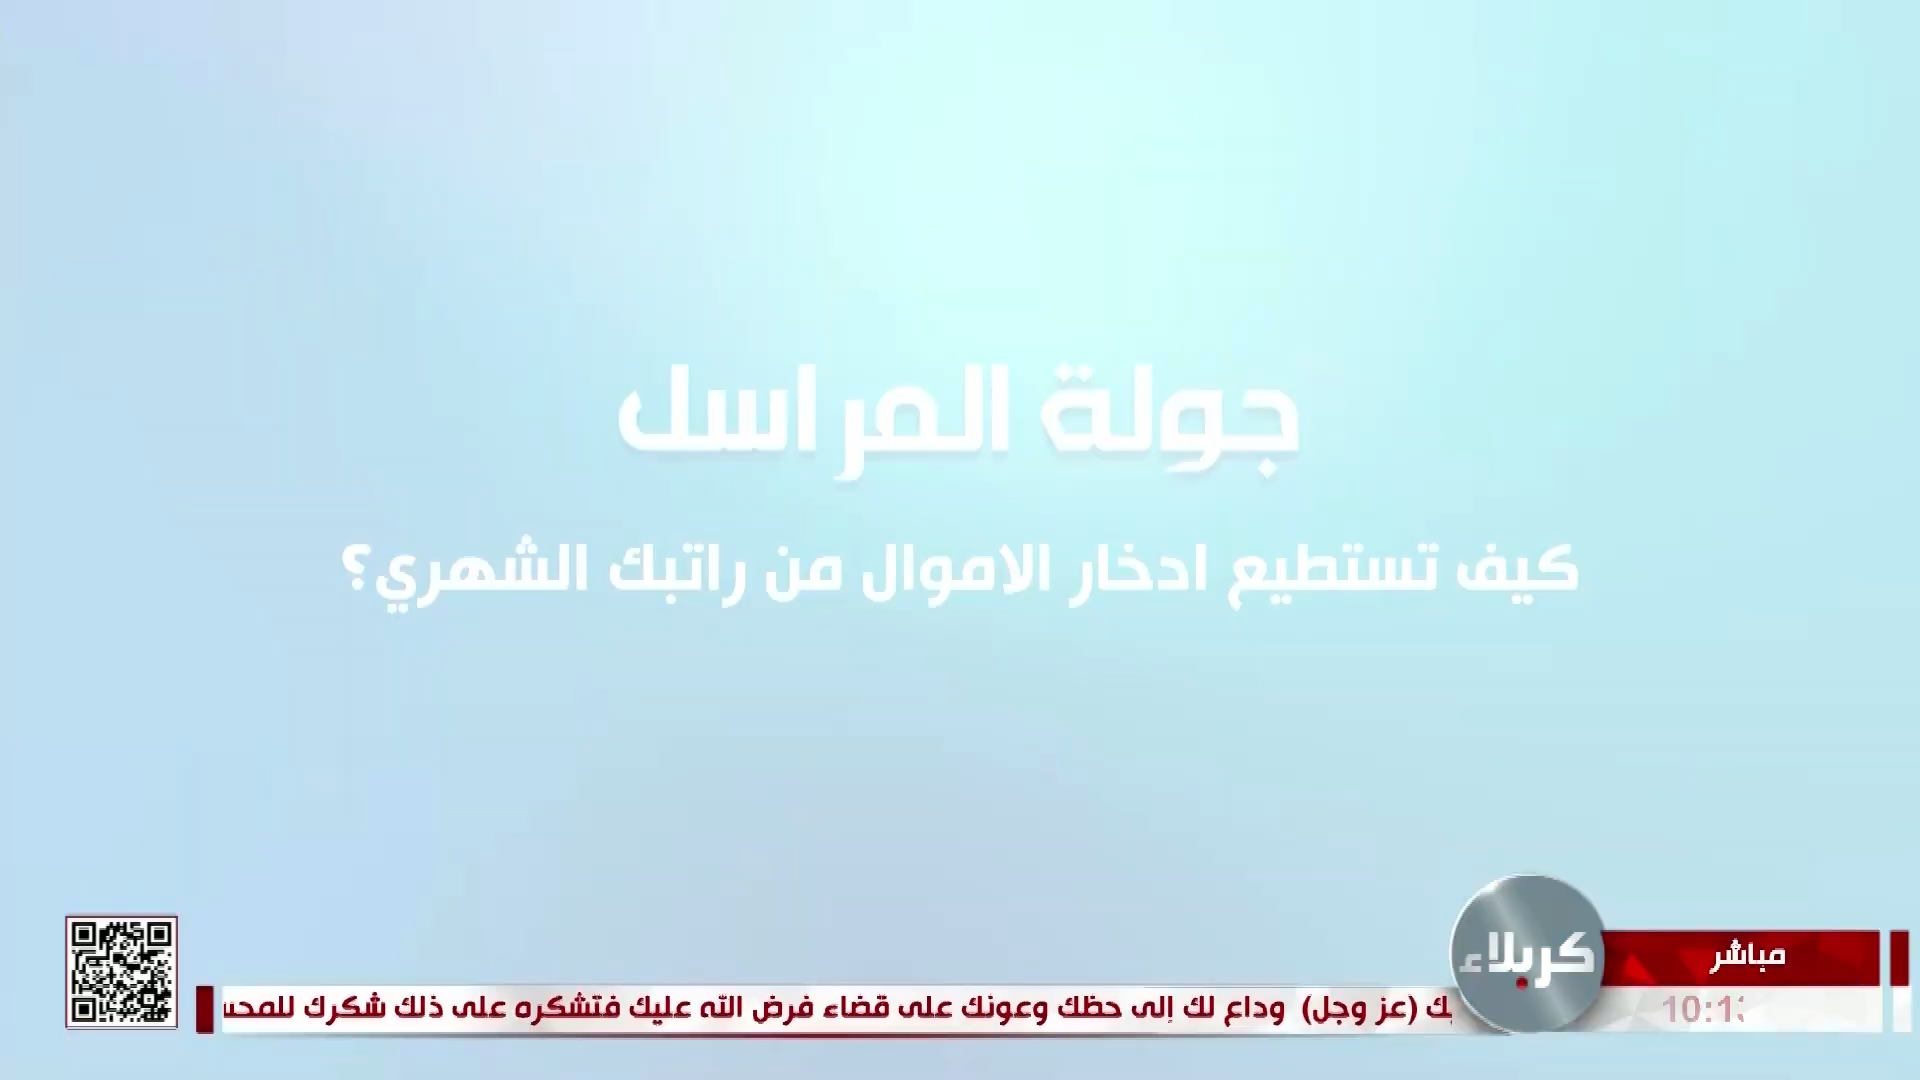 جولة المراسل
كيف تستطيع ادخار الاموال من راتبك الشهري؟
مباشر
كربلاء
(عز وجل) وداع لك إلى حظك وعونك على قضاء فرض الله عليك فتشكره على ذلك شكرك